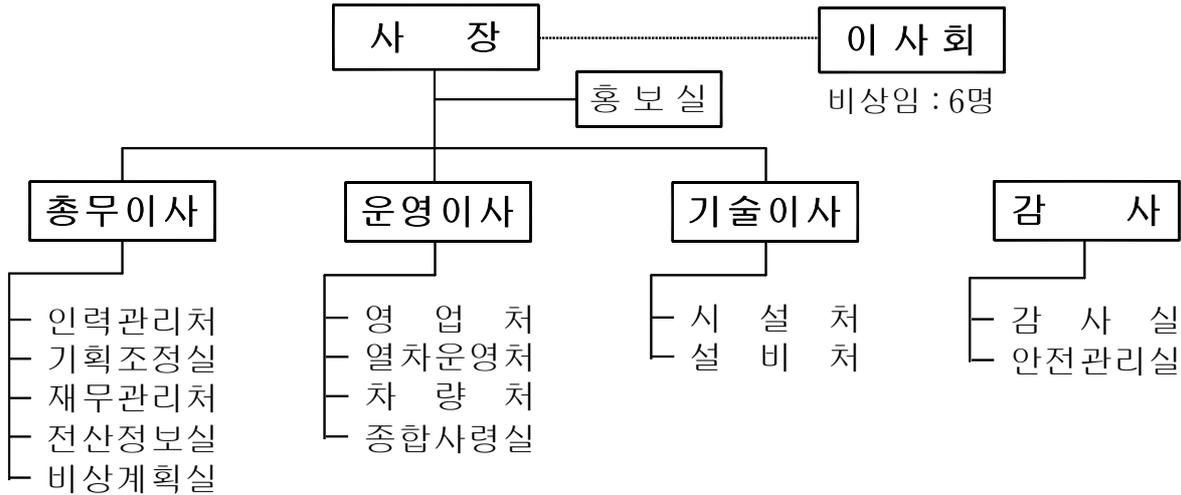 사 장
이 사 회
홍 보 실
비상임 : 6명
총무이사
인력관리처
기획조정실
재무관리처
전산정보실
비상계획실
운영이사
영 업 처
열차운영처
차 량 처
종합사령실
기술이사
시 설 처
설 비 처
감 사
감 사 실
안전관리실